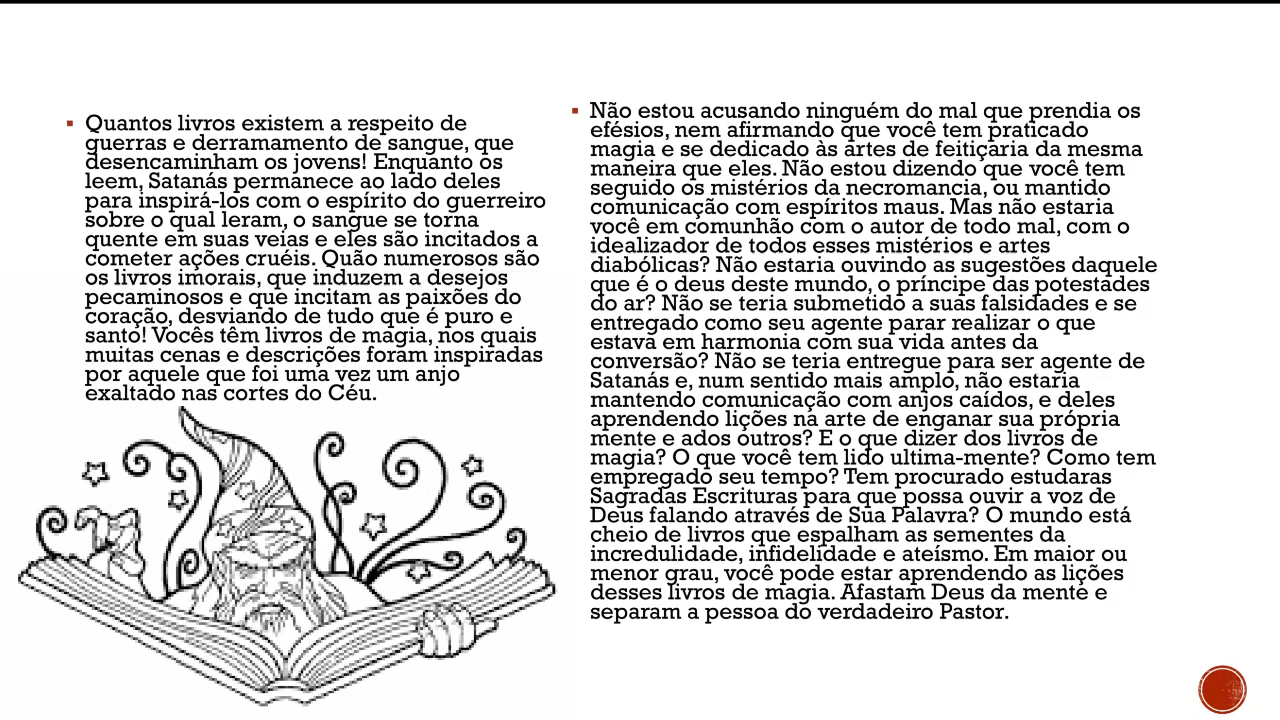 Quantos livros existem a respeito de
guerras e derramamento de sangue, que
desencaminham os jovens! Enquanto os
leem, Satanás permanece ao lado deles
para inspirá-los com o espírito do guerreiro
sobre o qual leram, o sangue se torna
quente em suas veias e eles são incitados a
cometer ações cruéis. Quão numerosos são
os livros imorais, que induzem a desejos
pecaminosos e que incitam as paixões do
coração, desviando de tudo que é puro e
santo! Vocês têm livros de magia, nos quais
muitas cenas e descrições foram inspiradas
por aquele que foi uma vez um anjo
exaltado nas cortes do Céu.
Não estou acusando ninguém do mal que prendia os
efésios, nem afirmando que você tem praticado
magia e se dedicado às artes de feitiçaria da mesma
maneira que eles. Não estou dizendo que você tem
seguido os mistérios da necromancia, ou mantido
comunicação com espíritos maus. Mas não estaria
você em comunhão com o autor de todo mal, com o
idealizador de todos esses mistérios e artes
diabólicas? Não estaria ouvindo as sugestões daquele
que é o deus deste mundo, o príncipe das potestades
do ar? Não se teria submetido a suas falsidades e se
entregado como seu agente parar realizar o que
estava em harmonia com sua vida antes da
conversão? Não se teria entregue para ser agente de
Satanás e, num sentido mais amplo, não estaria
mantendo comunicação com anjos caídos, e deles
aprendendo lições na arte de enganar sua própria
mente e ados outros? E o que dizer dos livros de
magia? O que você tem lido ultima-mente? Como tem
empregado seu tempo? Tem procurado estudaras
Sagradas Escrituras para que possa ouvir a voz de
Deus falando através de Sua Palavra? O mundo está
cheio de livros que espalham as sementes da
incredulidade, infidelidade e ateísmo. Em maior ou
menor grau, você pode estar aprendendo as lições
desses livros de magia. Afastam Deus da mente e
separam a pessoa do verdadeiro Pastor.